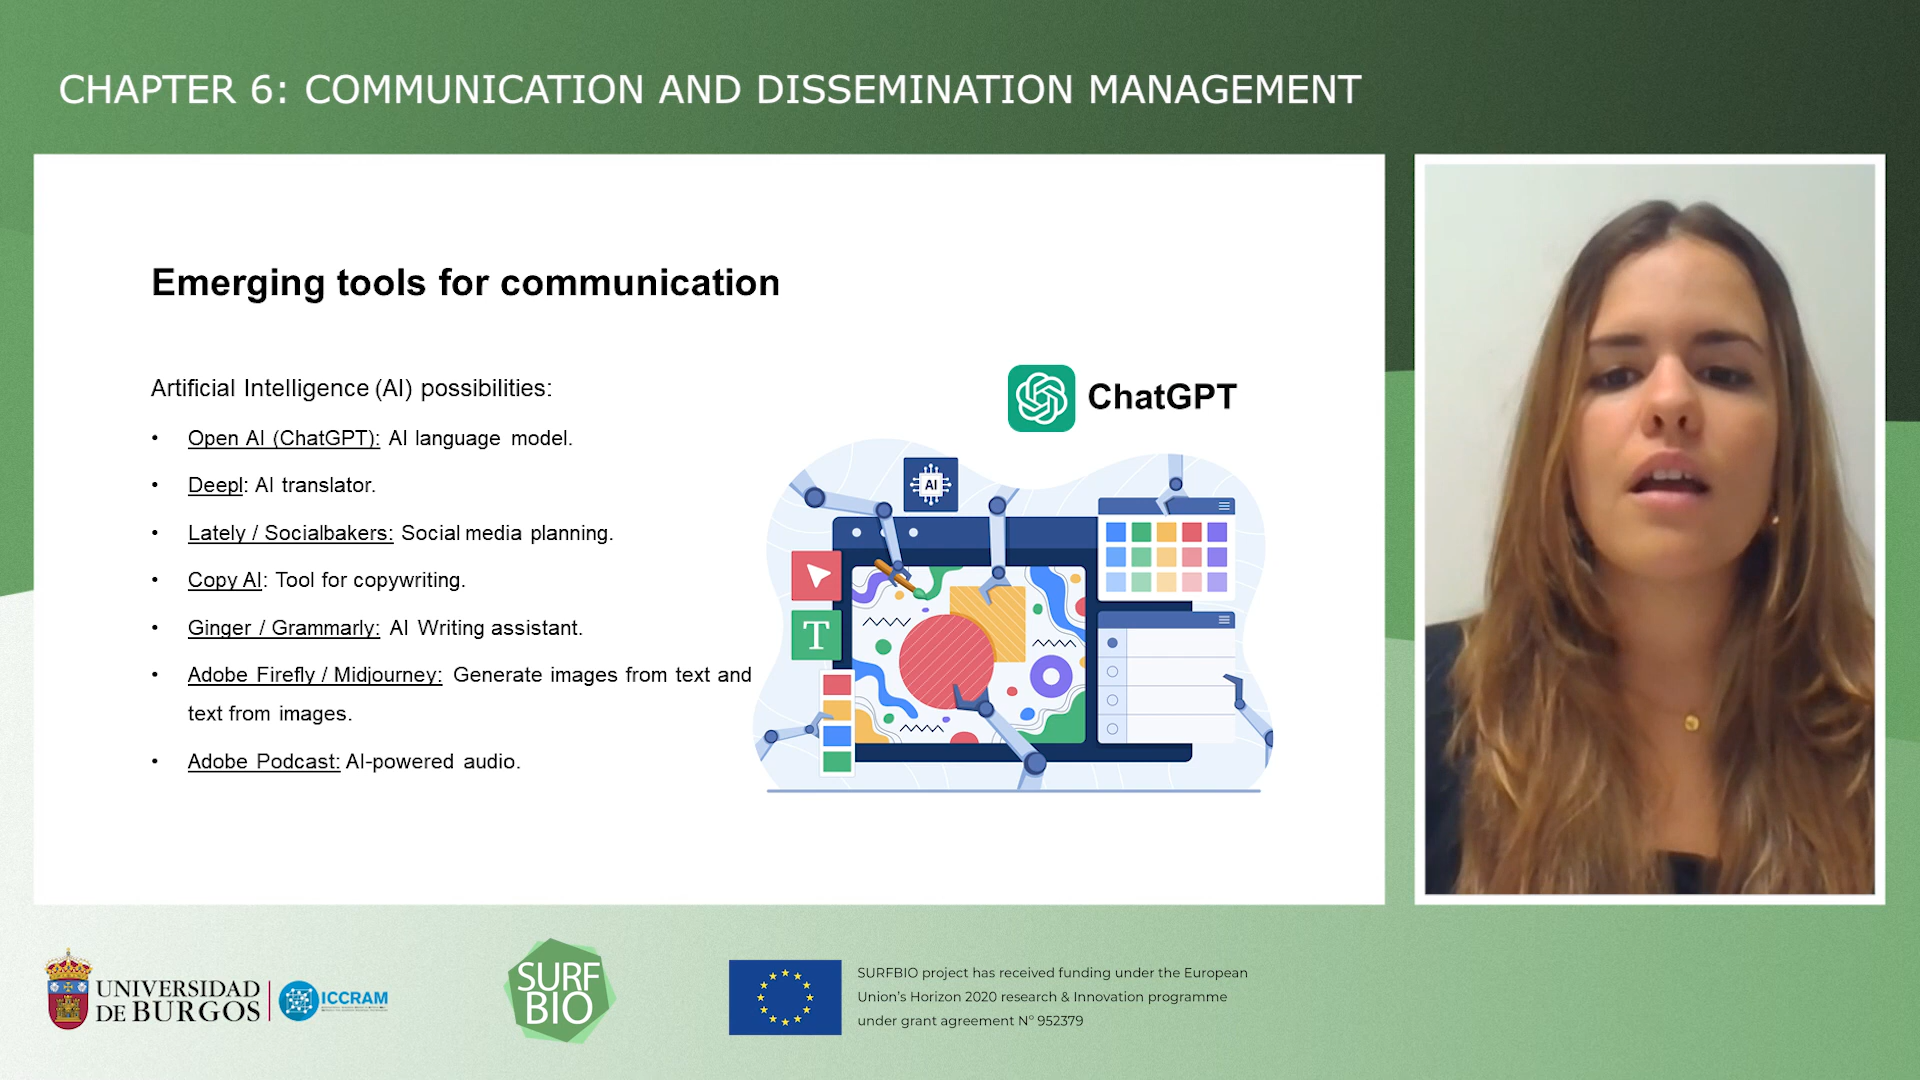 CHAPTER 6: COMMUNICATION AND DISSEMINATION MANAGEMENT
Emerging tools for communication
Artificial Intelligence (AI) possibilities:
• Open AI (ChatGPT): AI language model.
• Deepl: AI translator.
• Lately / Socialbakers: Social media planning.
• Copy AI: Tool for copywriting.
• Ginger / Grammarly: AI Writing assistant.
• Adobe Firefly / Midjourney: Generate images from text and
text from images.
• Adobe Podcast: AI-powered audio.
ChatGPT
AI
T
UNIVERSIDAD
DE BURGOS
ICCRAM
SURF
BIO
SURFBIO project has received funding under the European
Union's Horizon 2020 research & Innovation programme
under grant agreement Nº 952379